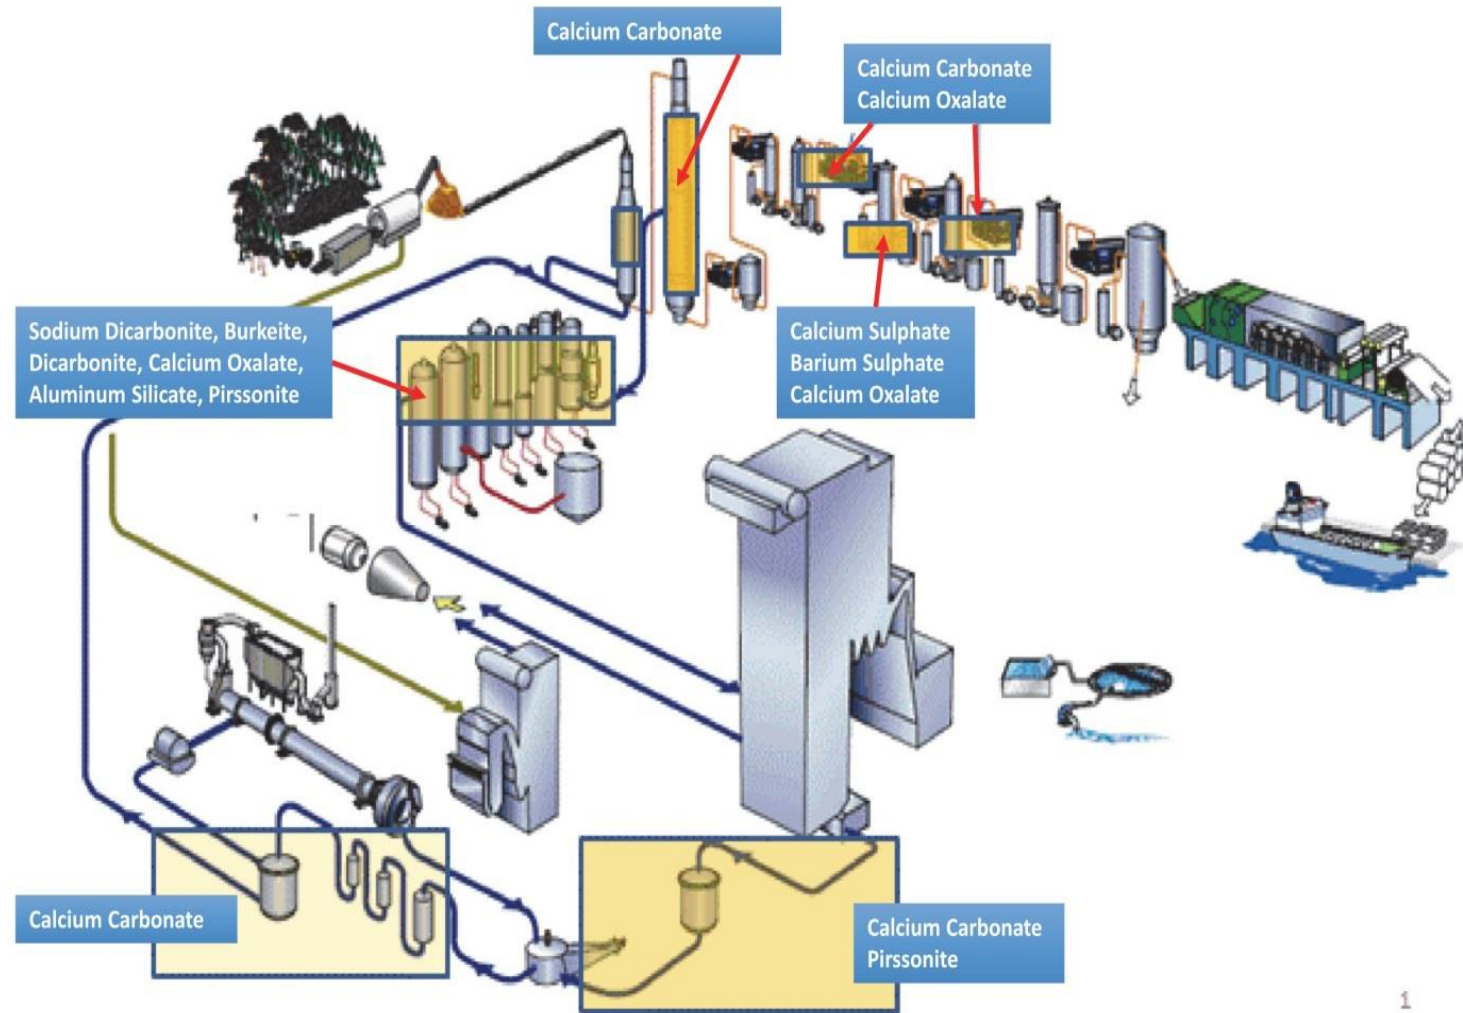 Calcium Carbonate
Calcium Carbonate
Calcium Oxalate
Sodium Dicarbonite, Burkeite,
Dicarbonite, Calcium Oxalate,
Aluminum Silicate, Pirssonite
Calcium Sulphate
Barium Sulphate
Calcium Oxalate
Calcium Carbonate
Calcium Carbonate
Pirssonite
1